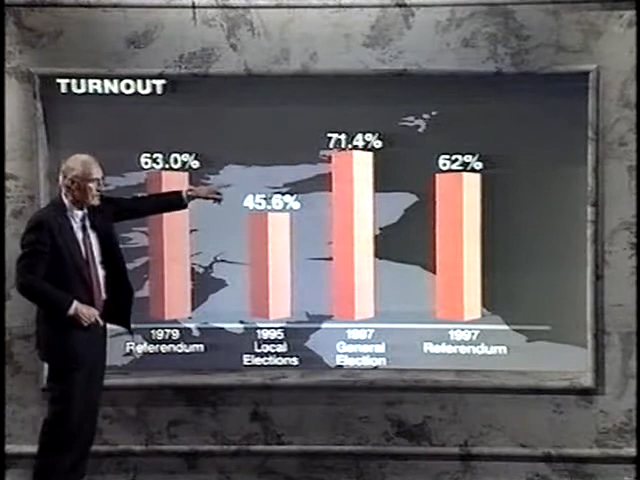 TURNOUT
63.0%
45.6%
71.4%
62%
1979
Referendum
1995
Local
Elections
1997
General
Election
1997
Referendum